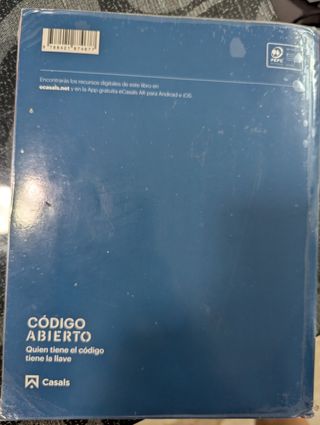 PEFC
Encontrarás los recursos digitales de este libro en
ecasals.net y en la App gratuita eCasals AR para Android e iOS.
CÓDIGO
ABIERTO
Quien tiene el código
tiene la llave
Casals